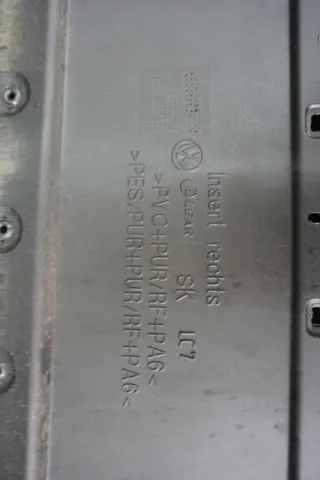 Insert rechts
SK LC7
>PVC+PUR/RF+PA6<
>PES/PUR+PUR/RF+PA6<